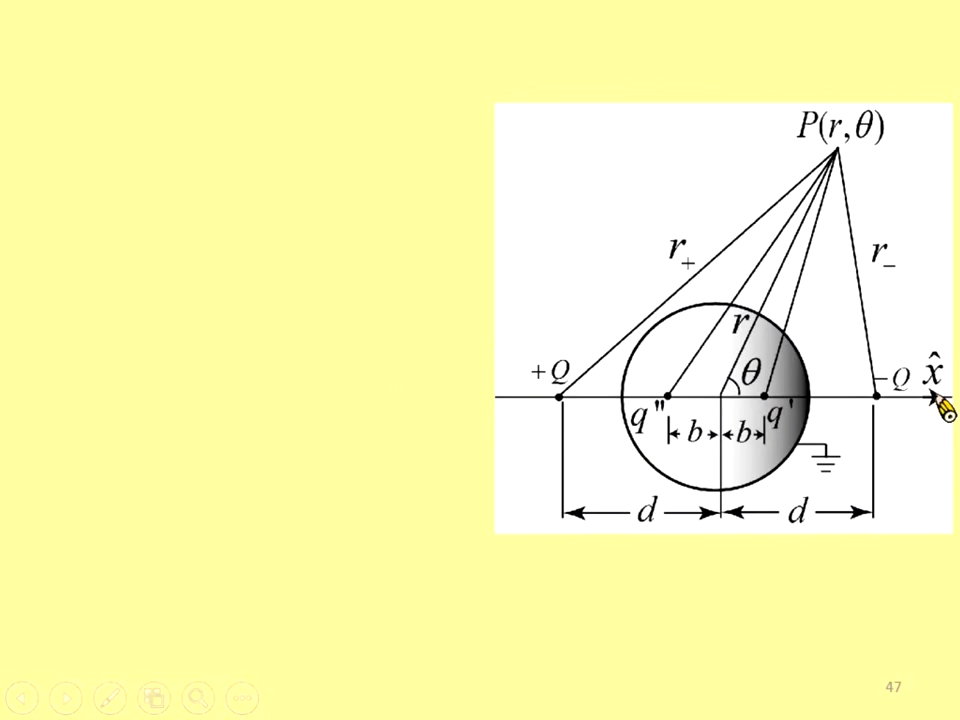 P(r,θ)
r₊
r₋
r
+Q
θ
−Q
x̂
q"
q'
b
b
d
d
47